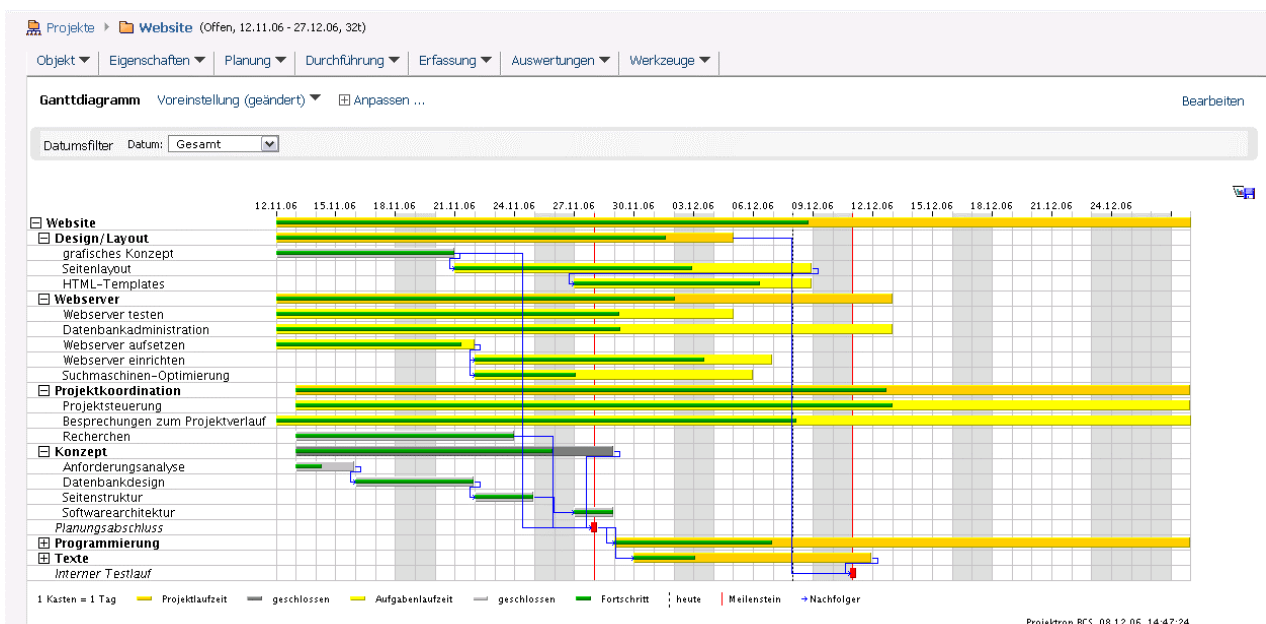 Projekte Website (Offen, 12.11.06 - 27.12.06, 32t)
Objekt Eigenschaften Planung Durchführung Erfassung Auswertungen Werkzeuge
Ganttdiagramm Voreinstellung (geändert) Anpassen ... Bearbeiten
Datumsfilter Datum: Gesamt
12.11.06 15.11.06 18.11.06 21.11.06 24.11.06 27.11.06 30.11.06 03.12.06 06.12.06 09.12.06 12.12.06 15.12.06 18.12.06 21.12.06 24.12.06
Website
Design/Layout
grafisches Konzept
Seitenlayout
HTML-Templates
Webserver
Webserver testen
Datenbankadministration
Webserver aufsetzen
Webserver einrichten
Suchmaschinen-Optimierung
Projektkoordination
Projektsteuerung
Besprechungen zum Projektverlauf
Recherchen
Konzept
Anforderungsanalyse
Datenbankdesign
Seitenstruktur
Softwarearchitektur
Planungsabschluss
Programmierung
Texte
Interner Testlauf
1 Kasten = 1 Tag Projektlaufzeit geschlossen Aufgabenlaufzeit geschlossen Fortschritt heute Meilenstein Nachfolger
Projektron BCS, 08.12.06, 14:47:24